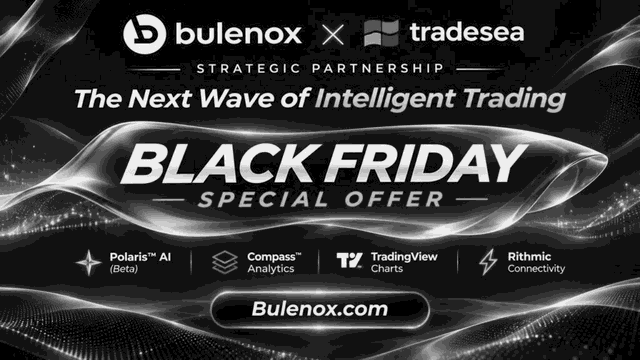 bulenox × tradesea
STRATEGIC PARTNERSHIP
The Next Wave of Intelligent Trading
BLACK FRIDAY
SPECIAL OFFER
Polaris™ AI
(Beta)
Compass™
Analytics
TradingView
Charts
Rithmic
Connectivity
Bulenox.com